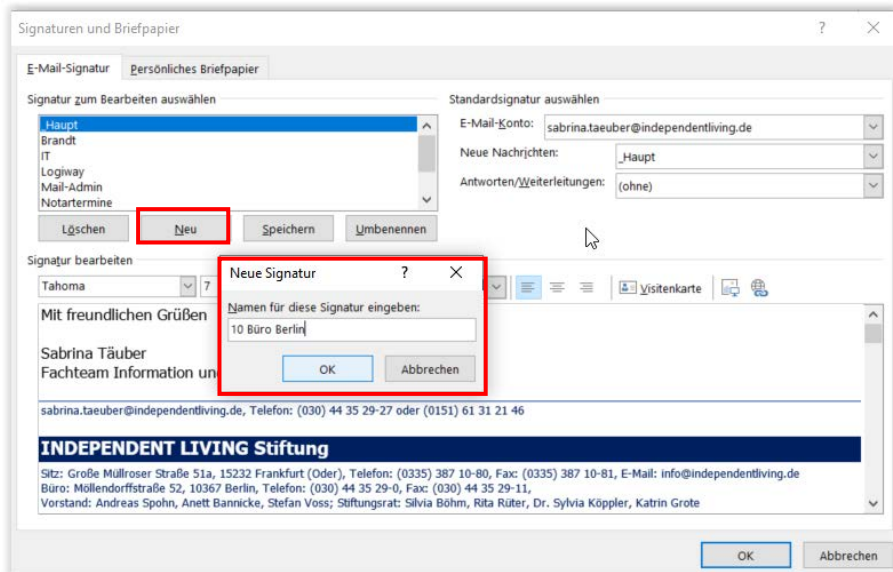 Signaturen und Briefpapier ?
E-Mail-Signatur Persönliches Briefpapier
Signatur zum Bearbeiten auswählen
_Haupt
Brandt
IT
Logiway
Mail-Admin
Notartermine
Löschen Neu Speichern Umbenennen
Standardsignatur auswählen
E-Mail-Konto: sabrina.taeuber@independentliving.de
Neue Nachrichten: _Haupt
Antworten/Weiterleitungen: (ohne)
Signatur bearbeiten
Tahoma 7 Visitenkarte
Neue Signatur ?
Namen für diese Signatur eingeben:
10 Büro Berlin
OK Abbrechen
Mit freundlichen Grüßen
Sabrina Täuber
Fachteam Information
sabrina.taeuber@independentliving.de, Telefon: (030) 44 35 29-27 oder (0151) 61 31 21 46
INDEPENDENT LIVING Stiftung
Sitz: Große Müllroser Straße 51a, 15232 Frankfurt (Oder), Telefon: (0335) 387 10-80, Fax: (0335) 387 10-81, E-Mail: info@independentliving.de
Büro: Möllendorffstraße 52, 10367 Berlin, Telefon: (030) 44 35 29-0, Fax: (030) 44 35 29-11,
Vorstand: Andreas Spohn, Anett Bannicke, Stefan Voss; Stiftungsrat: Silvia Böhm, Rita Rüter, Dr. Sylvia Köppler, Katrin Grote
OK Abbrechen